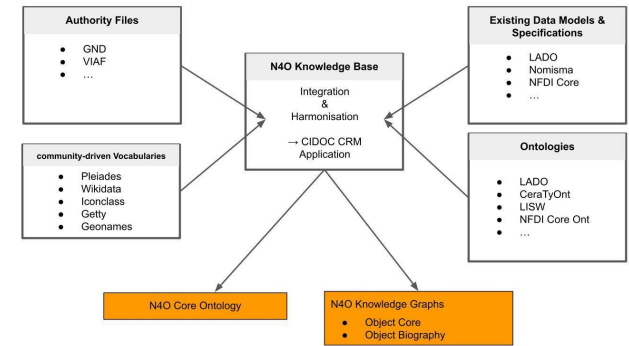 Authority Files
● GND
● VIAF
● …
community-driven Vocabularies
● Pleiades
● Wikidata
● Iconclass
● Getty
● Geonames
N4O Knowledge Base
Integration
&
Harmonisation
→ CIDOC CRM
Application
Existing Data Models &
Specifications
● LADO
● Nomisma
● NFDI Core
● …
Ontologies
● LADO
● CeraTyOnt
● LISW
● NFDI Core Ont
● …
N4O Core Ontology
N4O Knowledge Graphs
● Object Core
● Object Biography